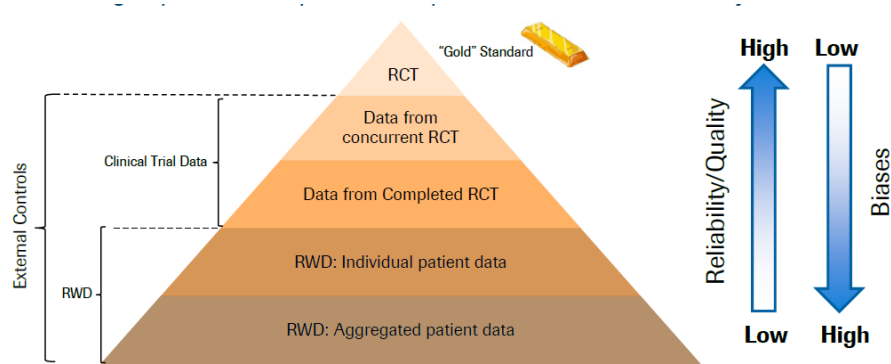 "Gold" Standard
RCT
Data from
concurrent RCT
Data from Completed RCT
RWD: Individual patient data
RWD: Aggregated patient data
Clinical Trial Data
External Controls
RWD
High
Low
Reliability/Quality
Biases
Low
High